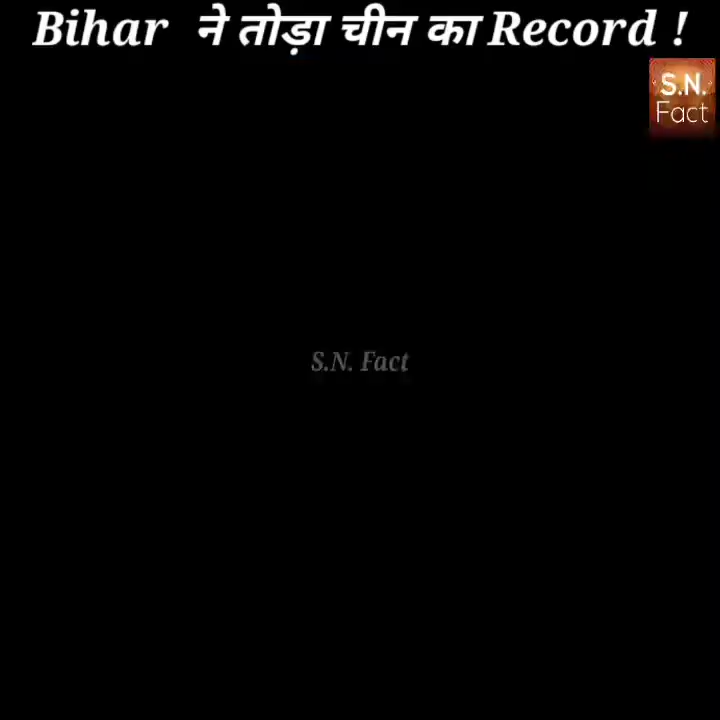 Bihar ने तोड़ा चीन का Record !
S.N.
Fact
S.N. Fact